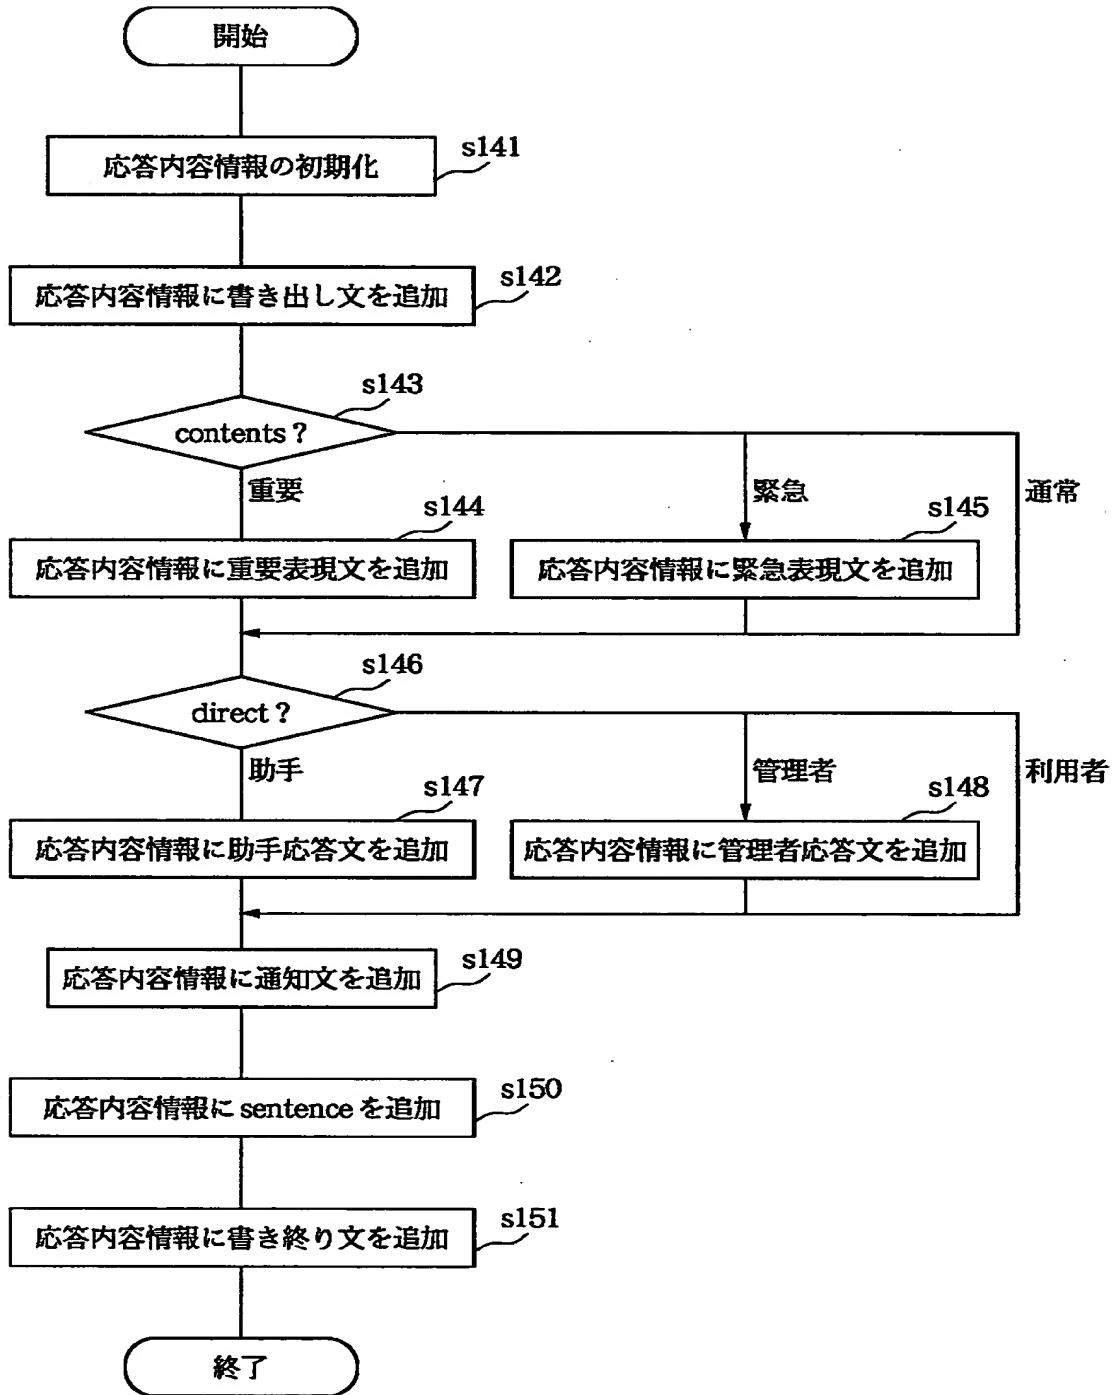 開始
s141
応答内容情報の初期化
s142
応答内容情報に書き出し文を追加
s143
contents?
重要
緊急
通常
s144
s145
応答内容情報に重要表現文を追加
応答内容情報に緊急表現文を追加
s146
direct?
助手
管理者
利用者
s147
s148
応答内容情報に助手応答文を追加
応答内容情報に管理者応答文を追加
s149
応答内容情報に通知文を追加
s150
応答内容情報にsentenceを追加
s151
応答内容情報に書き終り文を追加
終了